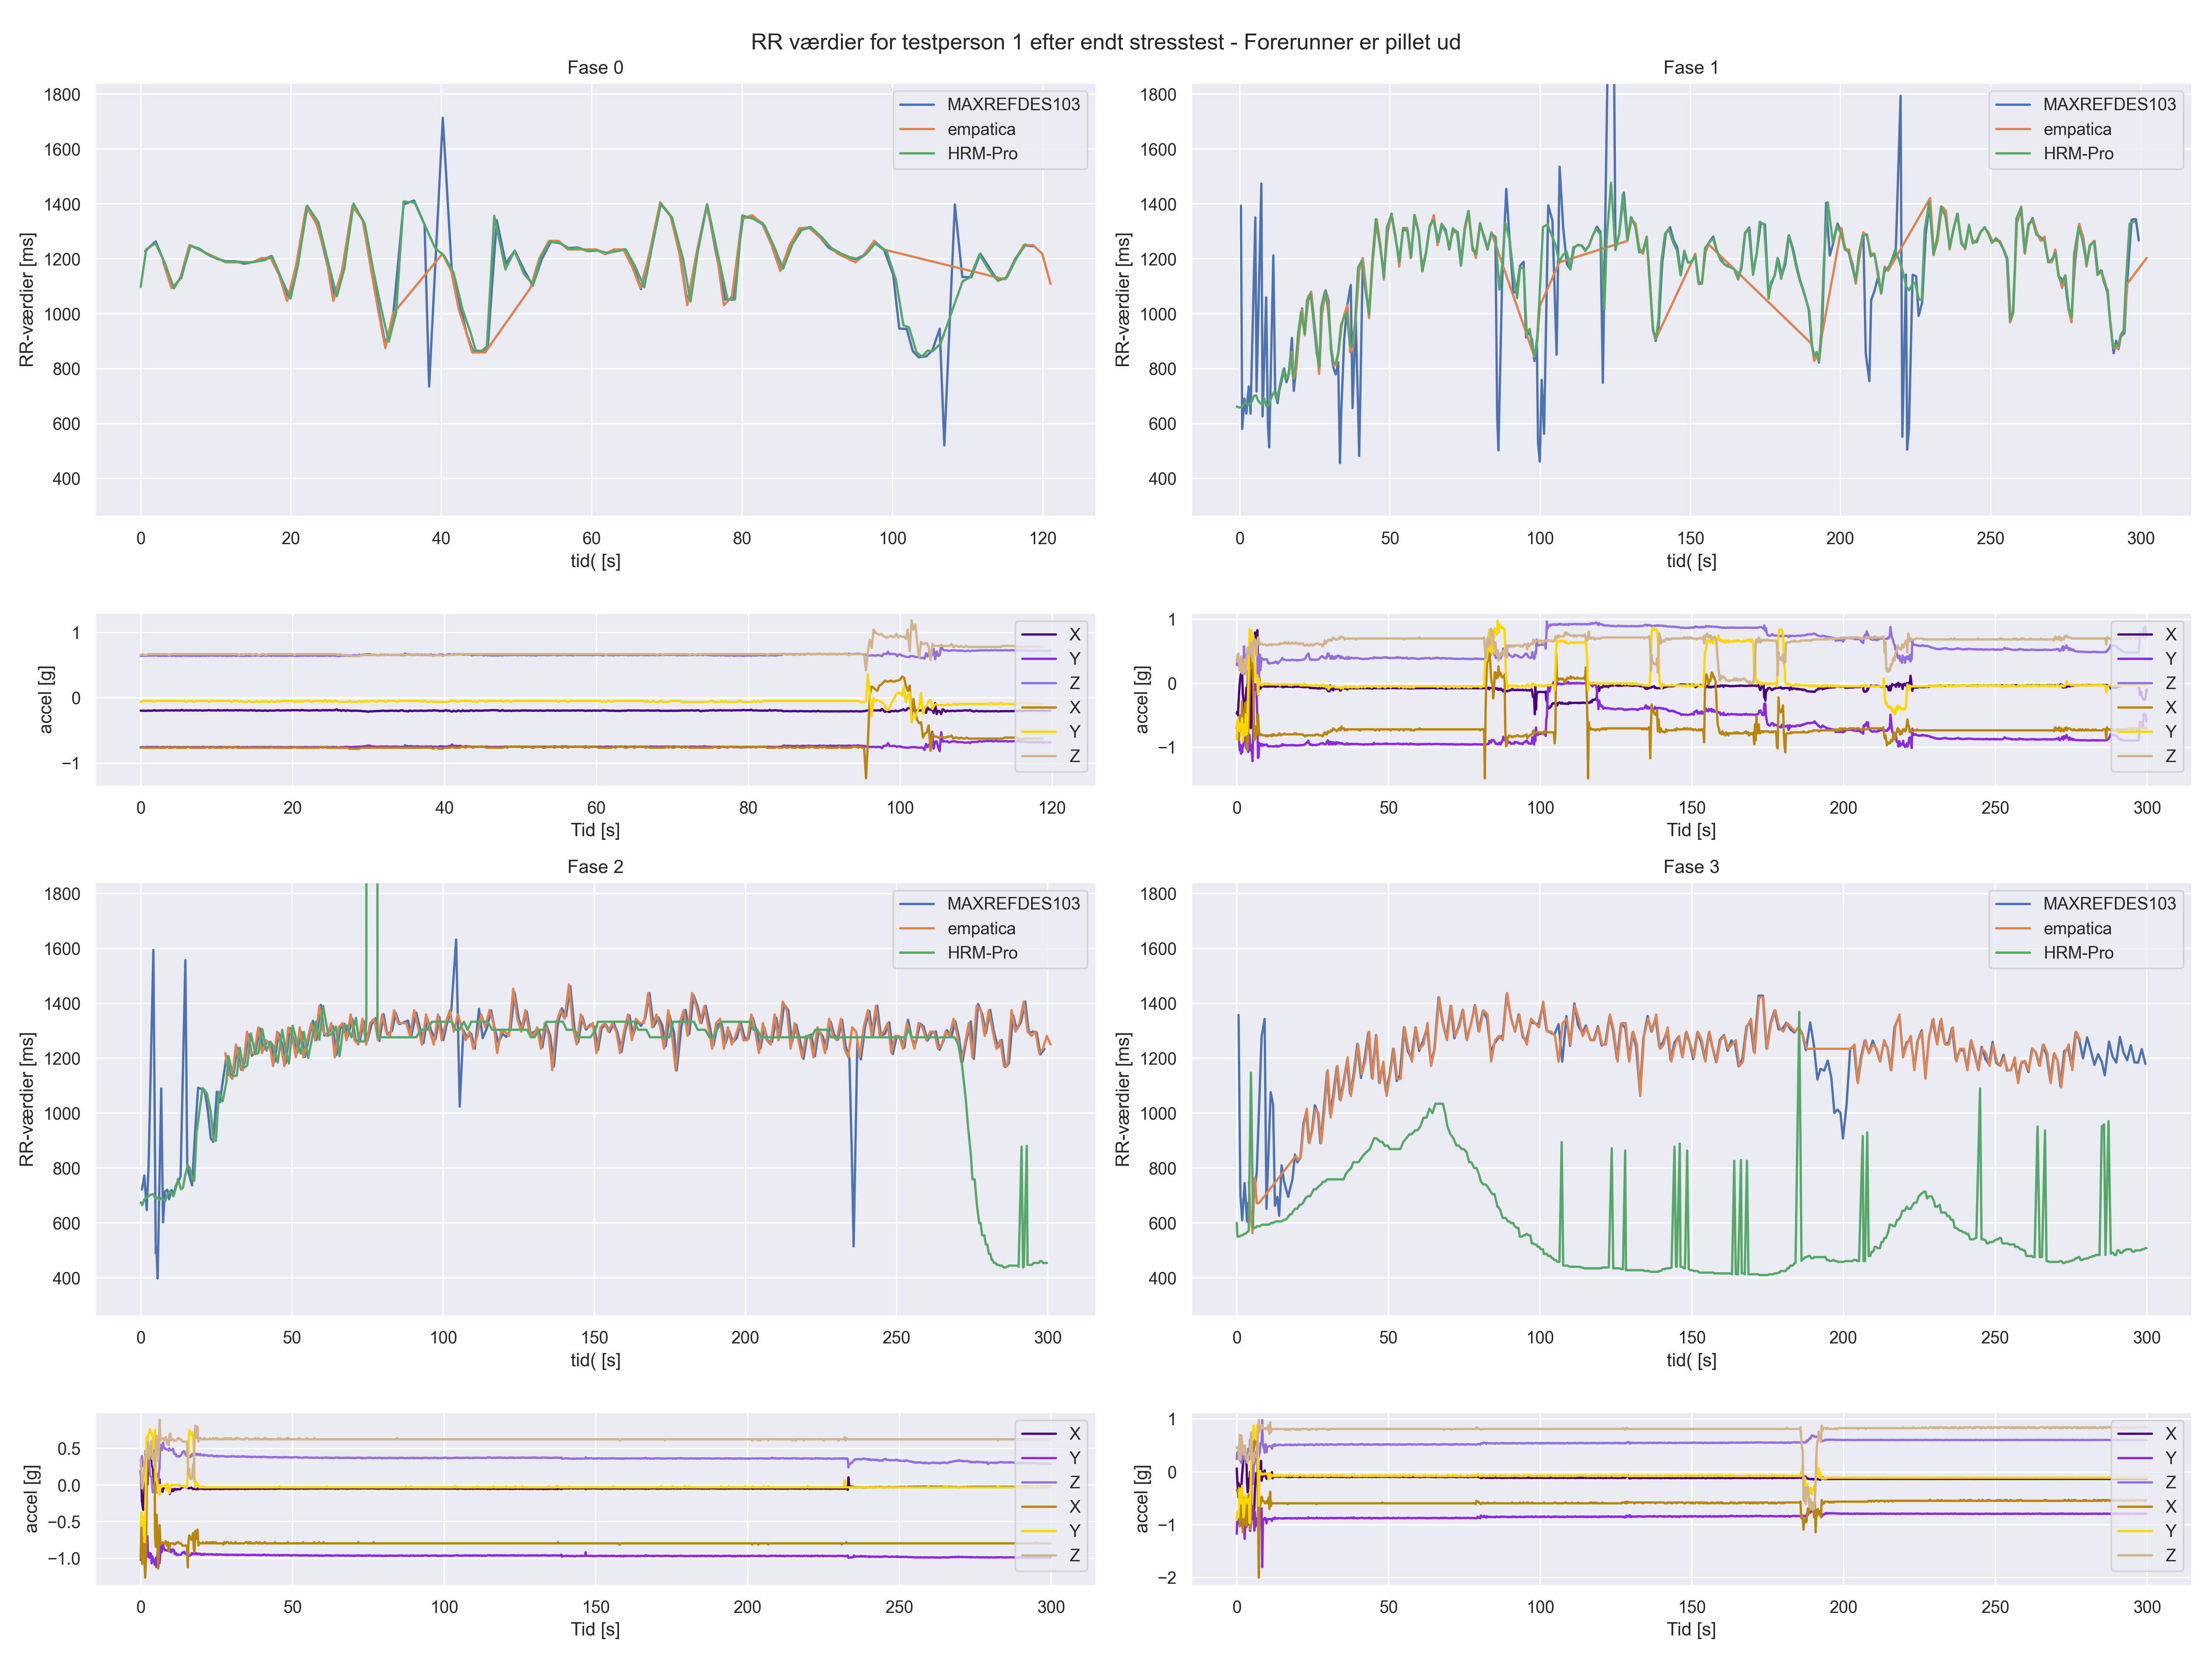 RR værdier for testperson 1 efter endt stresstest - Forerunner er pillet ud
Fase 0
1800
1600
1400
1200
1000
800
600
400
RR-værdier [ms]
MAXREFDES103
empatica
HRM-Pro
0 20 40 60 80 100 120
tid( [s]
Fase 1
1800
1600
1400
1200
1000
800
600
400
RR-værdier [ms]
MAXREFDES103
empatica
HRM-Pro
0 50 100 150 200 250 300
tid( [s]
1
0
−1
accel [g]
X
Y
Z
X
Y
Z
0 20 40 60 80 100 120
Tid [s]
1
0
−1
accel [g]
X
Y
Z
X
Y
Z
0 50 100 150 200 250 300
Tid [s]
Fase 2
1800
1600
1400
1200
1000
800
600
400
RR-værdier [ms]
MAXREFDES103
empatica
HRM-Pro
0 50 100 150 200 250 300
tid( [s]
Fase 3
1800
1600
1400
1200
1000
800
600
400
RR-værdier [ms]
MAXREFDES103
empatica
HRM-Pro
0 50 100 150 200 250 300
tid( [s]
0.5
0.0
−0.5
−1.0
accel [g]
X
Y
Z
X
Y
Z
0 50 100 150 200 250 300
Tid [s]
1
0
−1
−2
accel [g]
X
Y
Z
X
Y
Z
0 50 100 150 200 250 300
Tid [s]